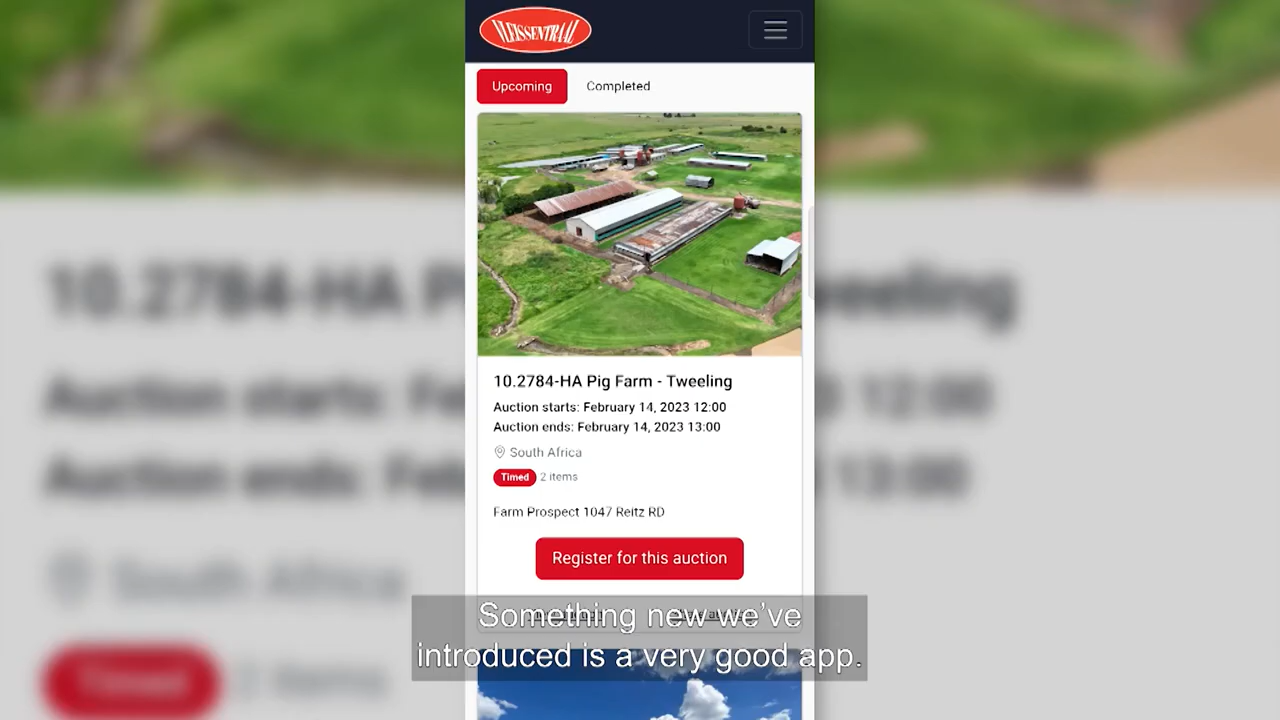 VLEISSENTRAAL
Upcoming
Completed
10.2784-HA Pig Farm - Tweeling
Auction starts: February 14, 2023 12:00
Auction ends: February 14, 2023 13:00
South Africa
Timed 2 items
Farm Prospect 1047 Reitz RD
Register for this auction
Something new we've
introduced is a very good app.